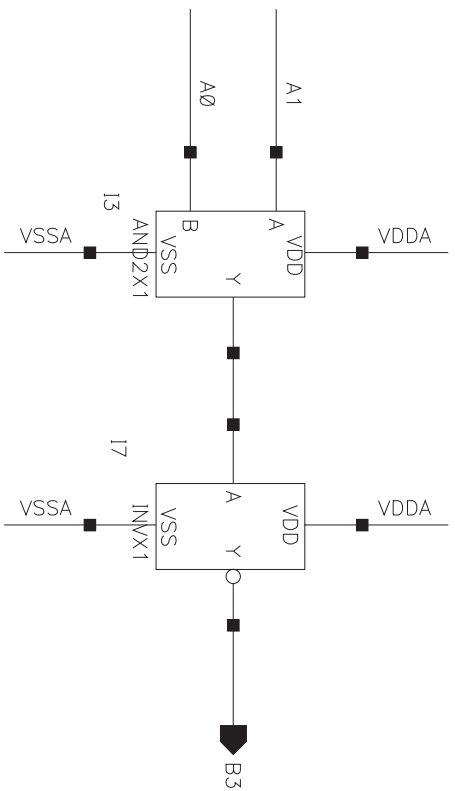 A1
A0
I3
AND2X1
VDDA
VSSA
A
B
VDD
VSS
Y
I7
INVX1
VDDA
VSSA
A
VDD
VSS
Y
B3